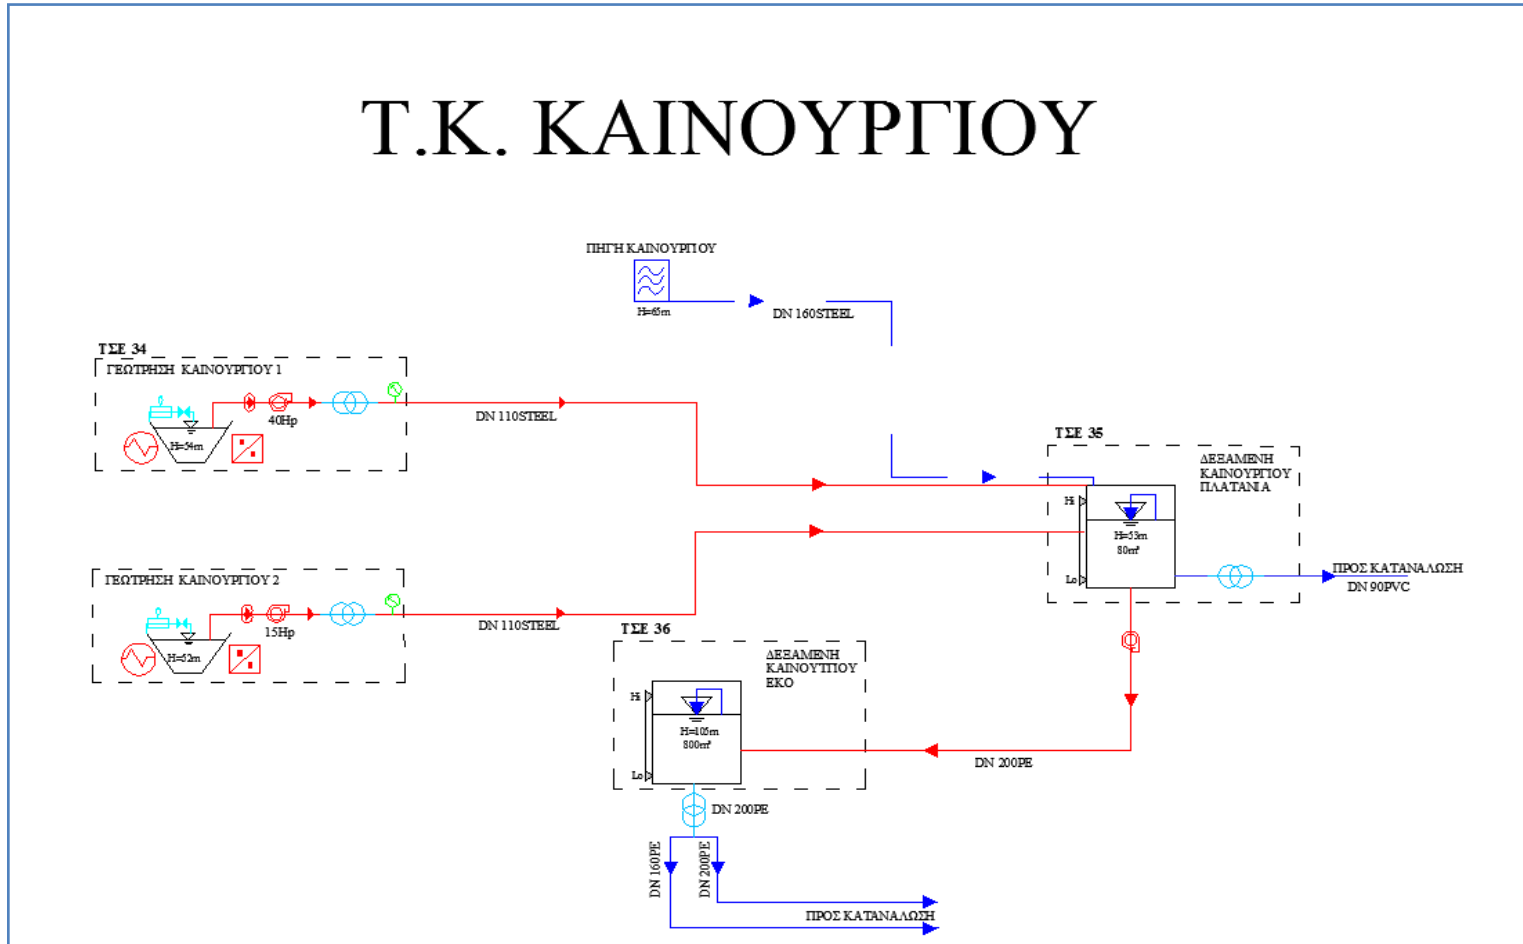 Τ.Κ. ΚΑΙΝΟΥΡΓΙΟΥ
ΠΗΓΗ ΚΑΙΝΟΥΡΓΙΟΥ
H=65m
DN 160STEEL
ΤΣΕ 34
ΓΕΩΤΡΗΣΗ ΚΑΙΝΟΥΡΓΙΟΥ 1
40Hp
H=54m
DN 110STEEL
ΤΣΕ 35
ΔΕΞΑΜΕΝΗ
ΚΑΙΝΟΥΡΓΙΟΥ
ΠΛΑΤΑΝΙΑ
Hi
H=53m
80m³
Lo
ΠΡΟΣ ΚΑΤΑΝΑΛΩΣΗ
DN 90PVC
ΓΕΩΤΡΗΣΗ ΚΑΙΝΟΥΡΓΙΟΥ 2
15Hp
H=52m
DN 110STEEL
ΤΣΕ 36
ΔΕΞΑΜΕΝΗ
ΚΑΙΝΟΥΓΓΙΟΥ
ΕΚΟ
Hi
H=105m
800m³
Lo
DN 200PE
DN 200PE
DN 160PE
DN 200PE
ΠΡΟΣ ΚΑΤΑΝΑΛΩΣΗ